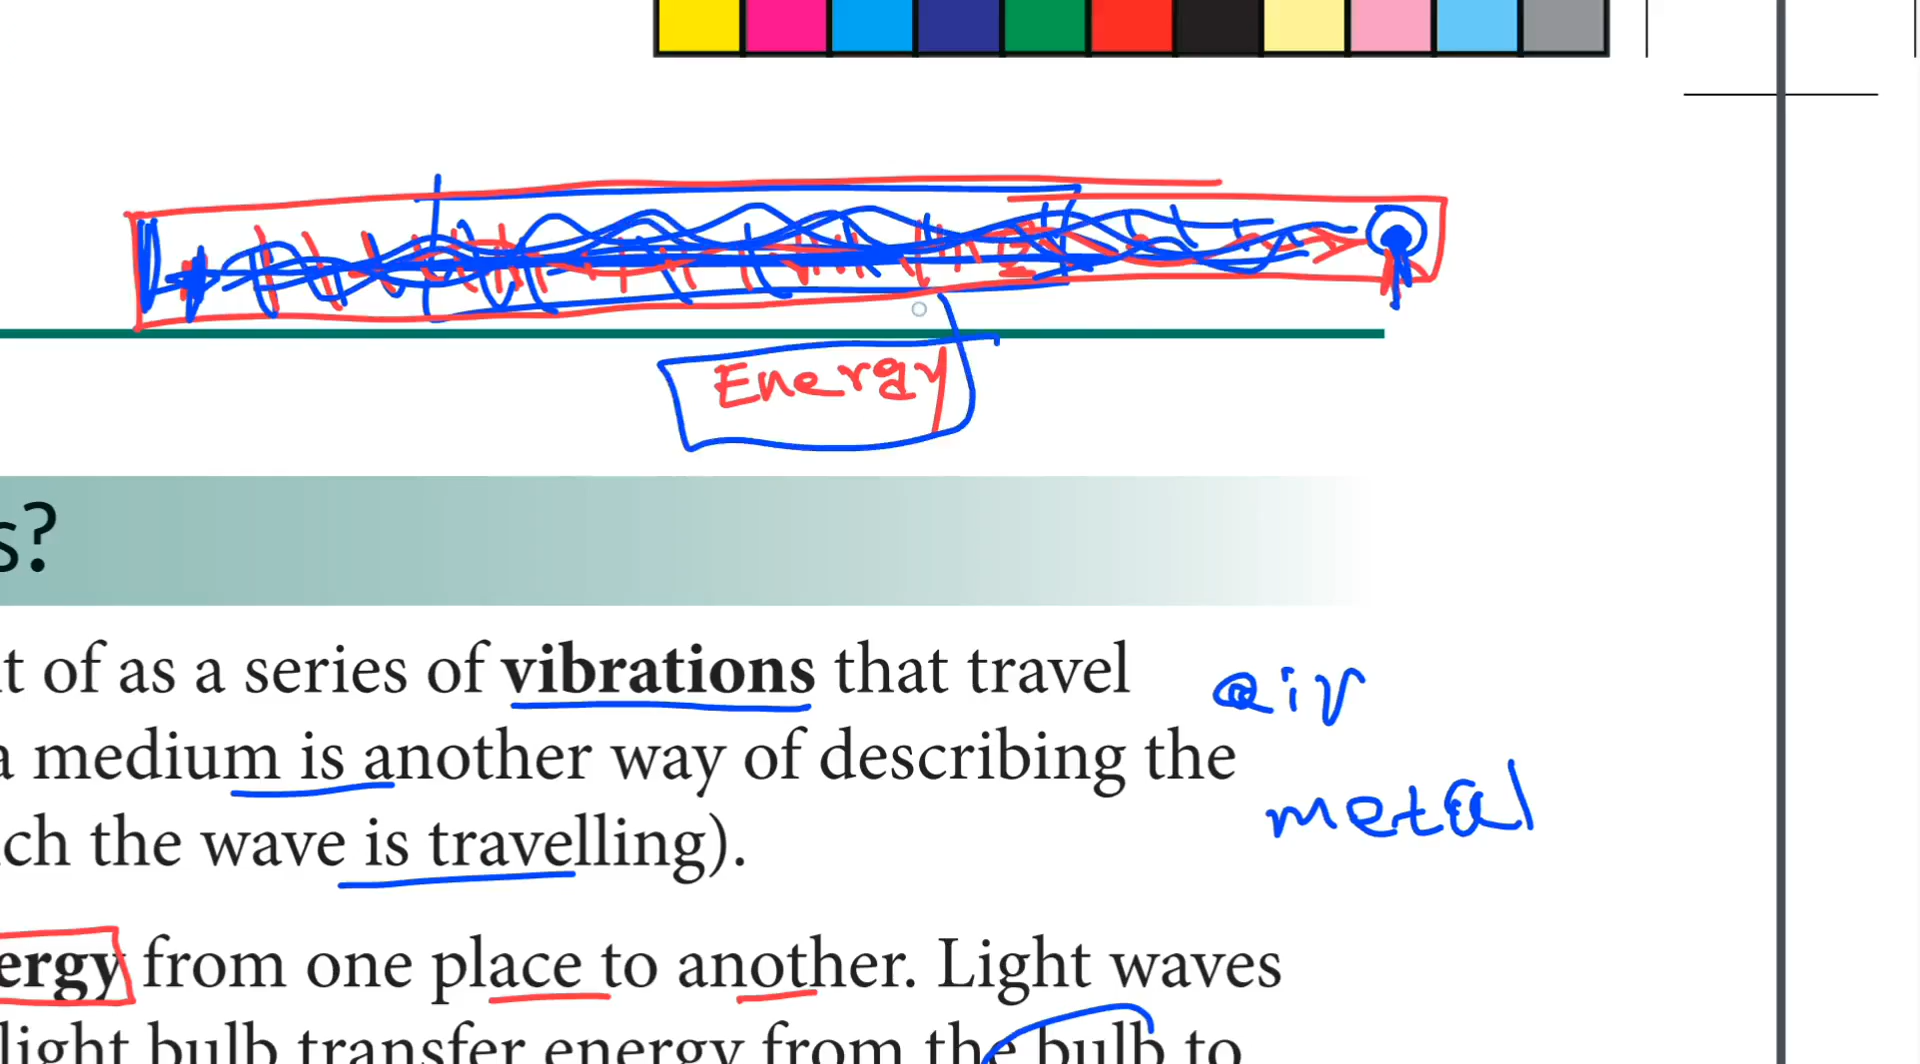 Energy
s?
t of as a series of vibrations that travel
air
a medium is another way of describing the
metal
ch the wave is travelling).
ergy from one place to another. Light waves
light bulb transfer energy from the bulb to